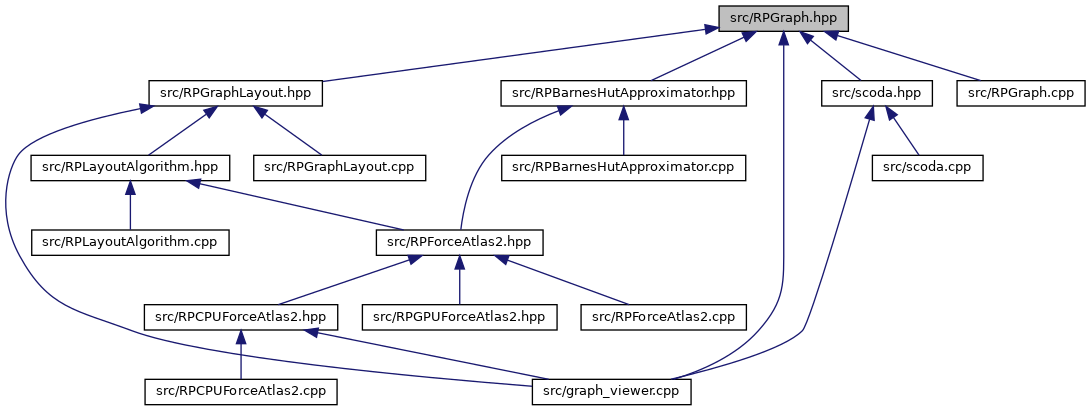 src/RPGraph.hpp
src/RPGraphLayout.hpp
src/RPBarnesHutApproximator.hpp
src/scoda.hpp
src/RPGraph.cpp
src/RPLayoutAlgorithm.hpp
src/RPGraphLayout.cpp
src/RPBarnesHutApproximator.cpp
src/scoda.cpp
src/RPLayoutAlgorithm.cpp
src/RPForceAtlas2.hpp
src/RPCPUForceAtlas2.hpp
src/RPGPUForceAtlas2.hpp
src/RPForceAtlas2.cpp
src/RPCPUForceAtlas2.cpp
src/graph_viewer.cpp